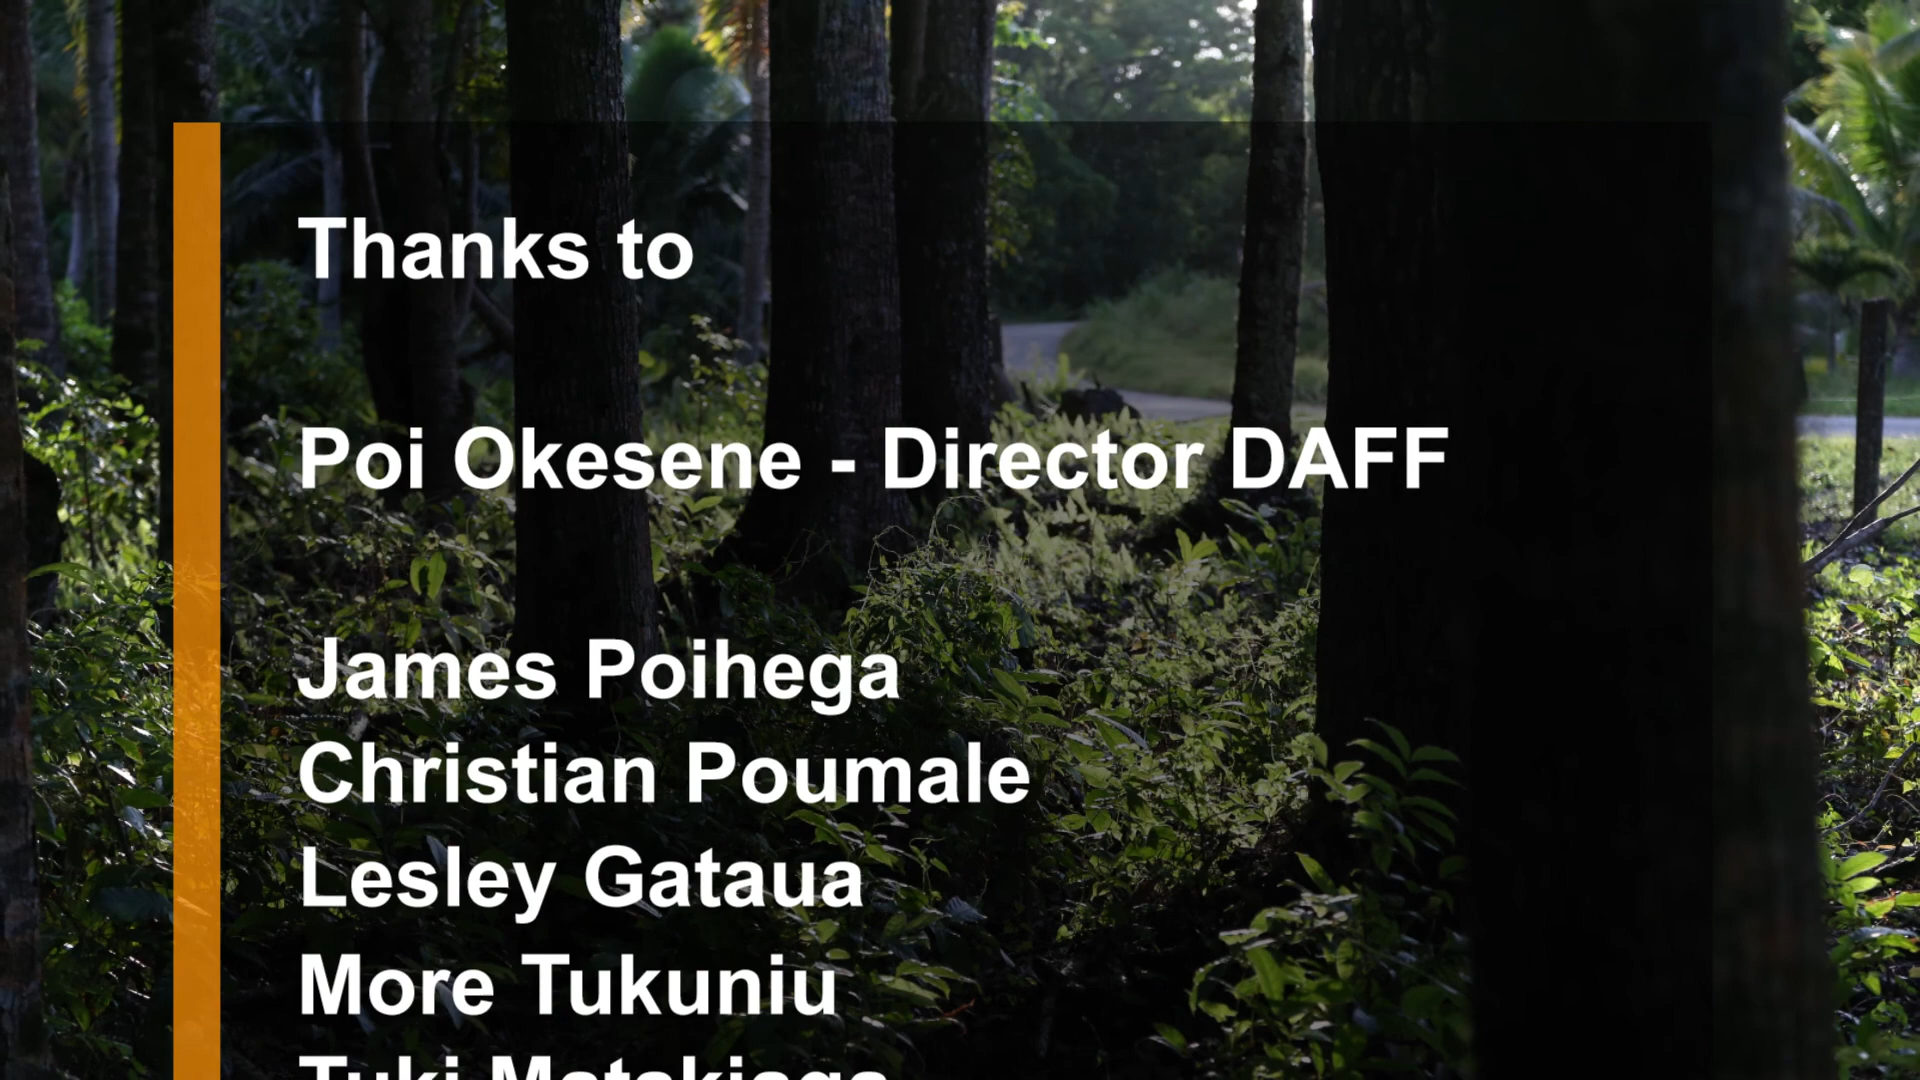 Thanks to
Poi Okesene - Director DAFF
James Poihega
Christian Poumale
Lesley Gataua
More Tukuniu